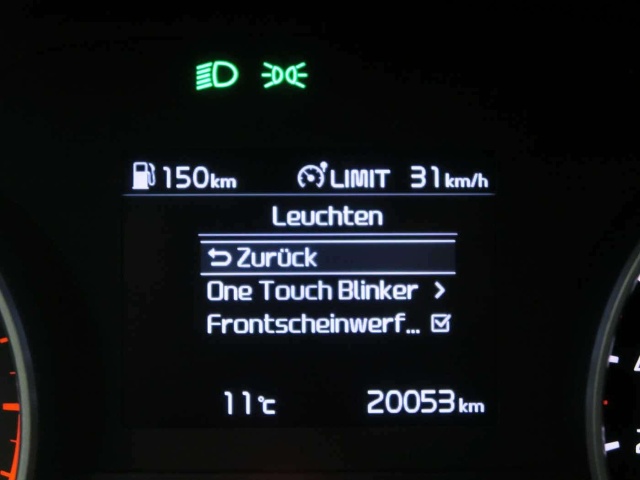 150km LIMIT 31km/h
Leuchten
Zurück
One Touch Blinker >
Frontscheinwerf...
11°c 20053km